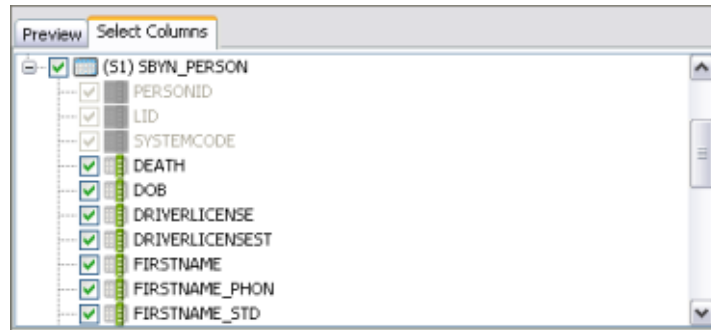 Preview Select Columns
(S1) SBYN_PERSON
PERSONID
LID
SYSTEMCODE
DEATH
DOB
DRIVERLICENSE
DRIVERLICENSEST
FIRSTNAME
FIRSTNAME_PHON
FIRSTNAME_STD